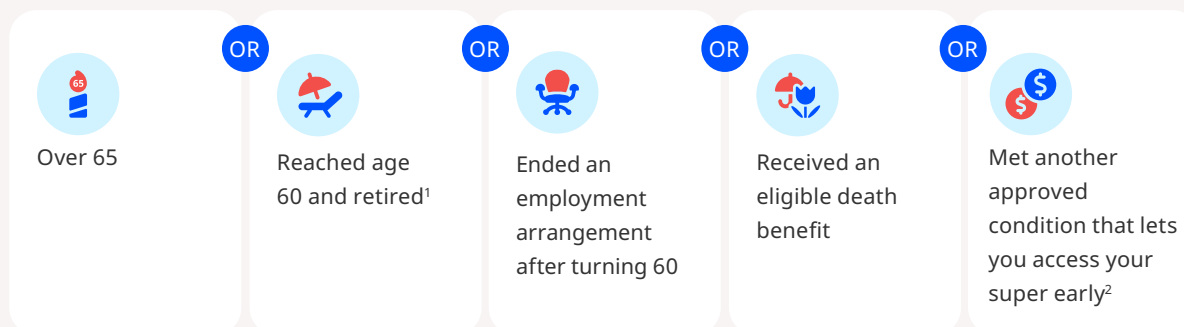 OR
OR
OR
OR
65
$
$
Over 65
Reached age
60 and retired¹
Ended an
employment
arrangement
after turning 60
Received an
eligible death
benefit
Met another
approved
condition that lets
you access your
super early²